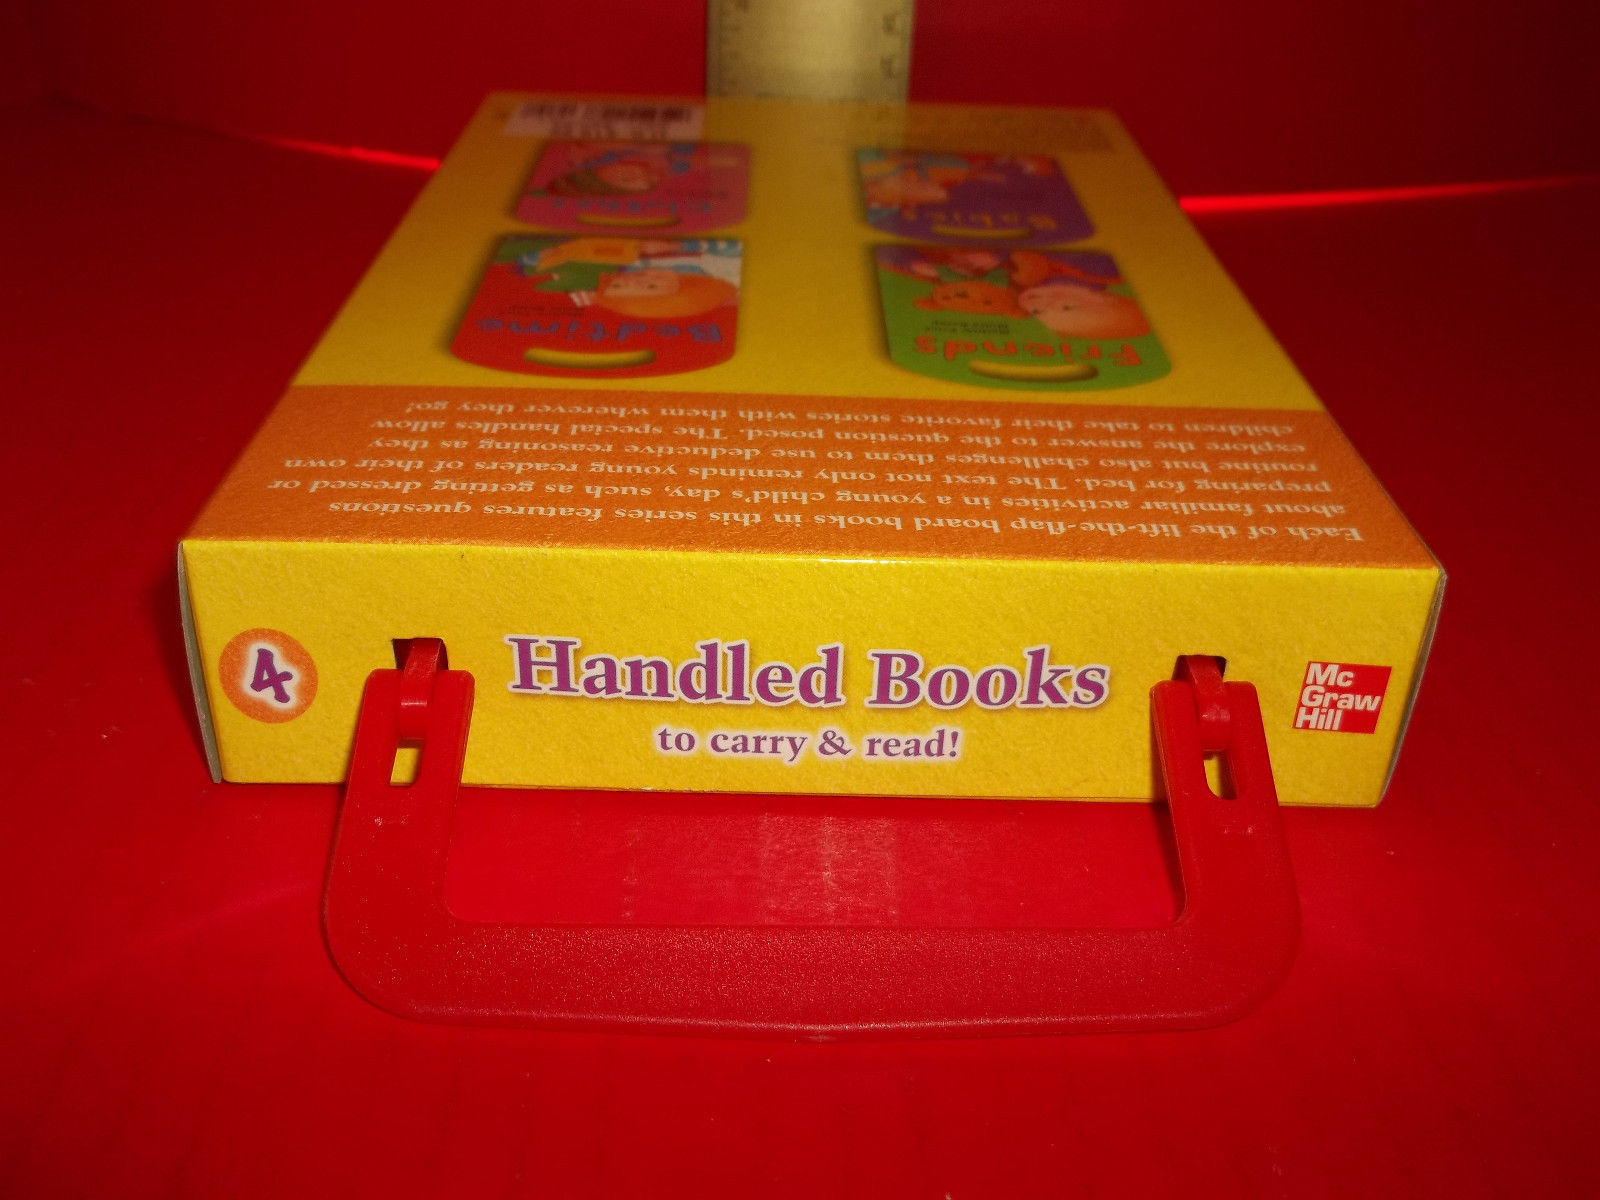 4
Handled Books
to carry & read!
Mc
Graw
Hill
Each of the lift-the-flap board books in this series features questions
about familiar activities in a young child's day, such as getting dressed or
preparing for bed. The text not only reminds young readers of their own
routine but also challenges them to use deductive reasoning as they
explore the answer to the question posed. The special handles allow
children to take their favorite stories with them wherever they go!
Friends
Bedtime
Babies
Clothes